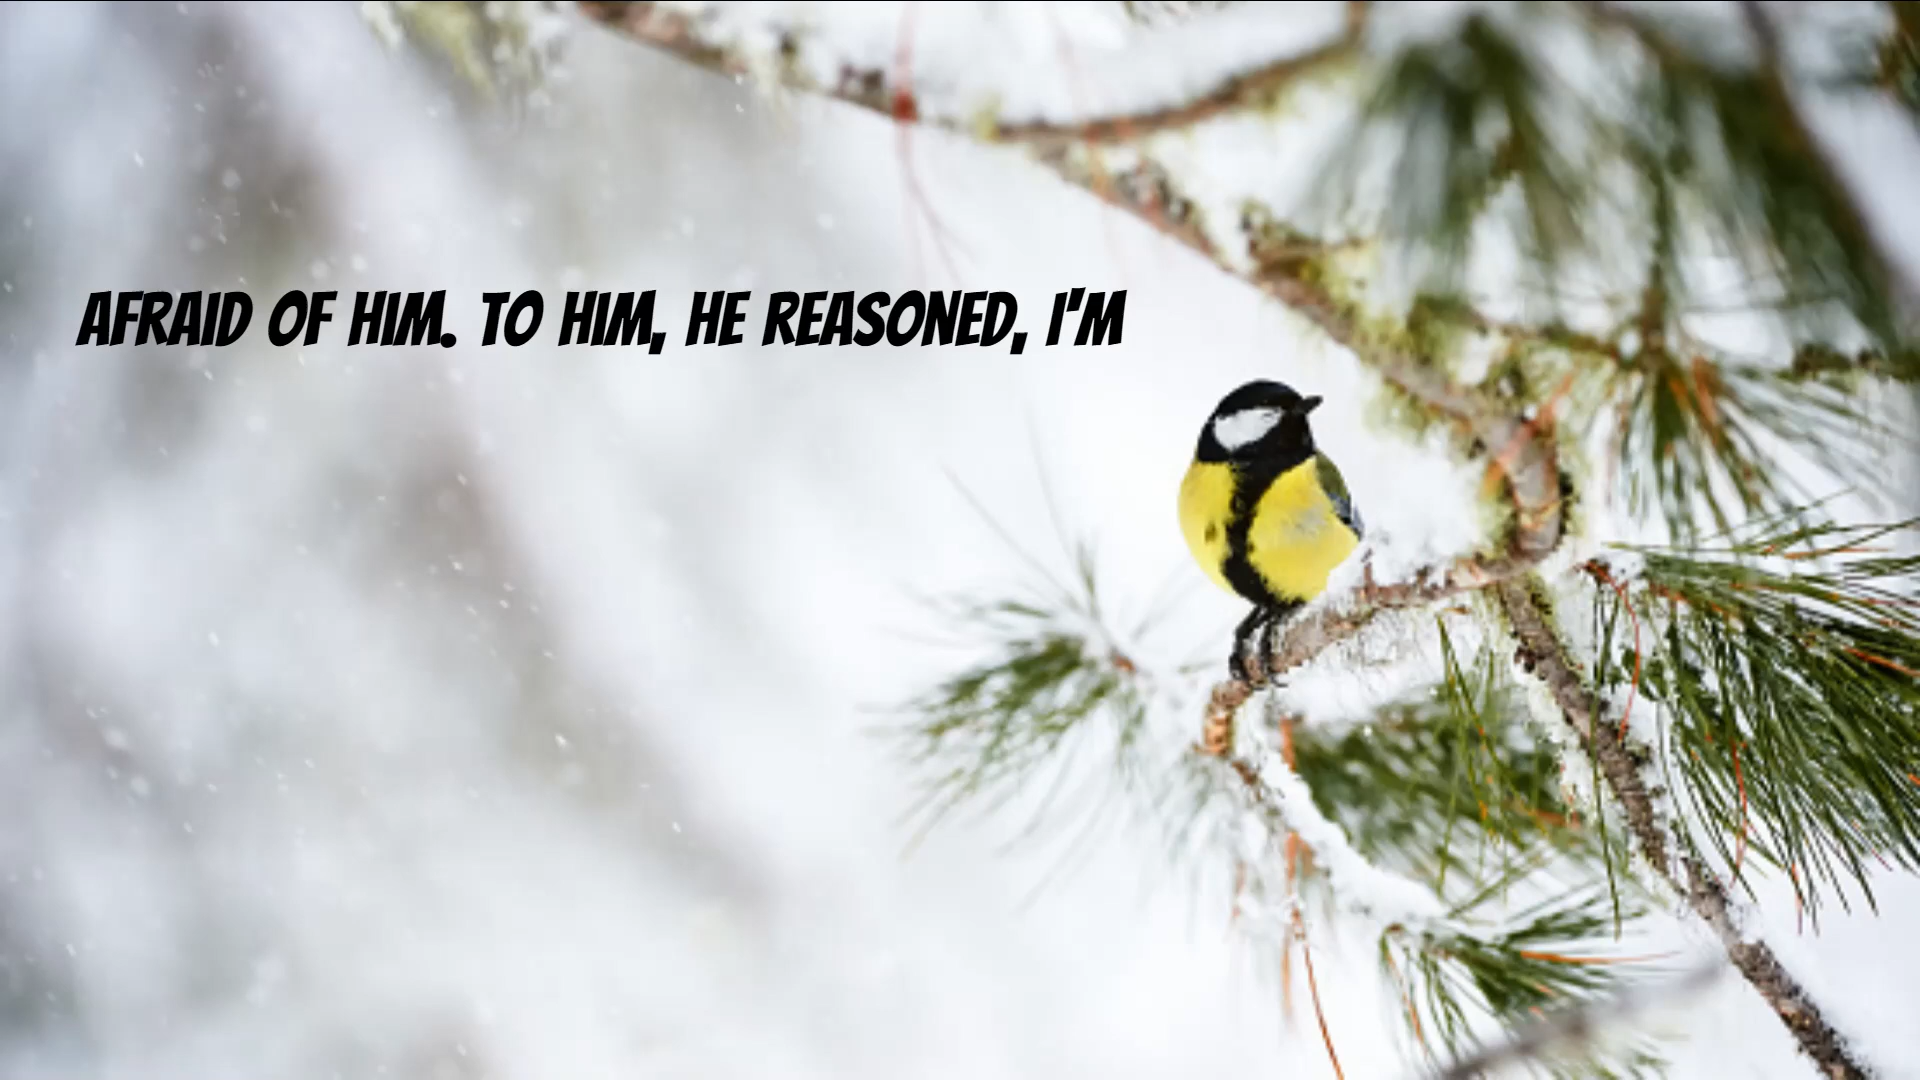 AFRAID OF HIM. TO HIM, HE REASONED, I'M